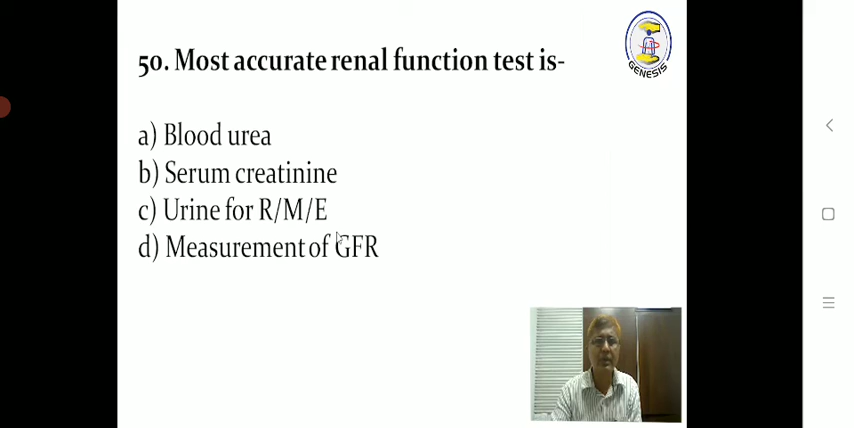 50. Most accurate renal function test is-
GENESIS
a) Blood urea
b) Serum creatinine
c) Urine for R/M/E
d) Measurement of GFR